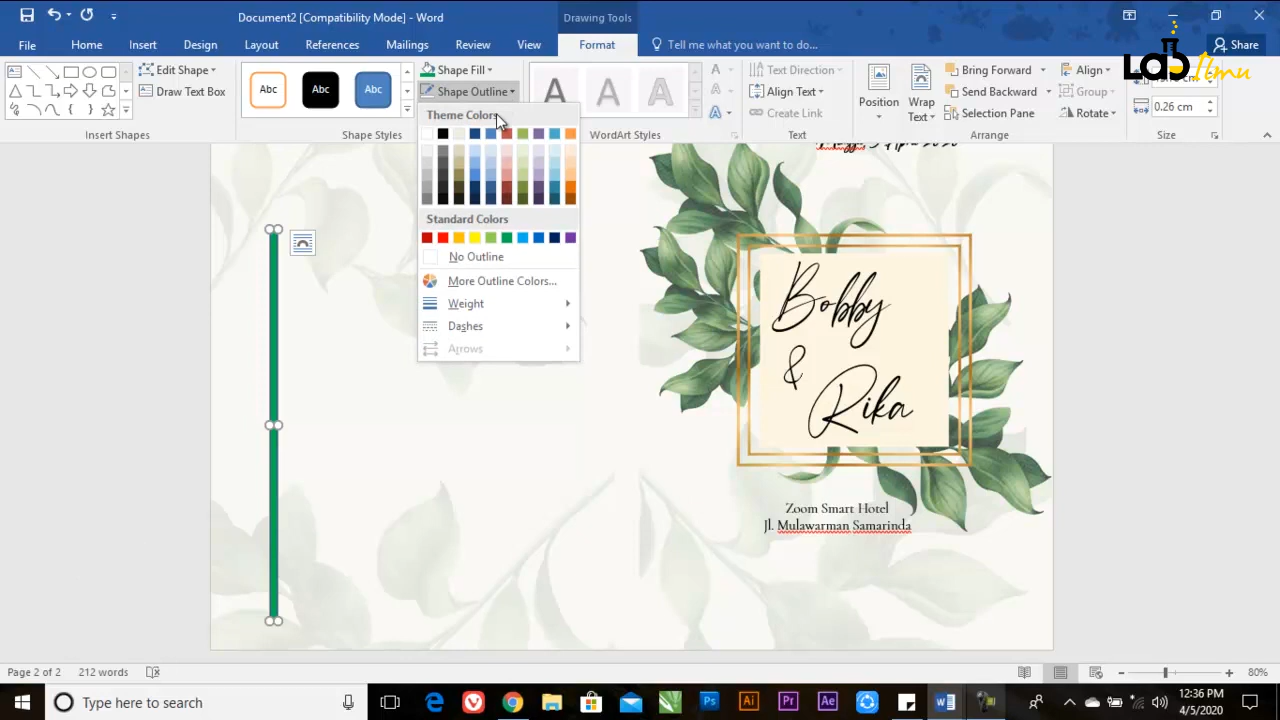 Document2 [Compatibility Mode] - Word
Drawing Tools
File
Home
Insert
Design
Layout
References
Mailings
Review
View
Format
Tell me what you want to do...
Share
Lab Ilmu
Edit Shape
Draw Text Box
Insert Shapes
Abc
Abc
Abc
Shape Styles
Shape Fill
Shape Outline
A
A
A
WordArt Styles
Text Direction
Align Text
Create Link
Text
Position
Wrap
Text
Bring Forward
Send Backward
Selection Pane
Align
Group
Rotate
Arrange
0.26 cm
Size
Theme Colors
Standard Colors
No Outline
More Outline Colors...
Weight
Dashes
Arrows
Bobby
&
Rika
Zoom Smart Hotel
Jl. Mulawarman Samarinda
Page 2 of 2
212 words
80%
Type here to search
12:36 PM
4/5/2020